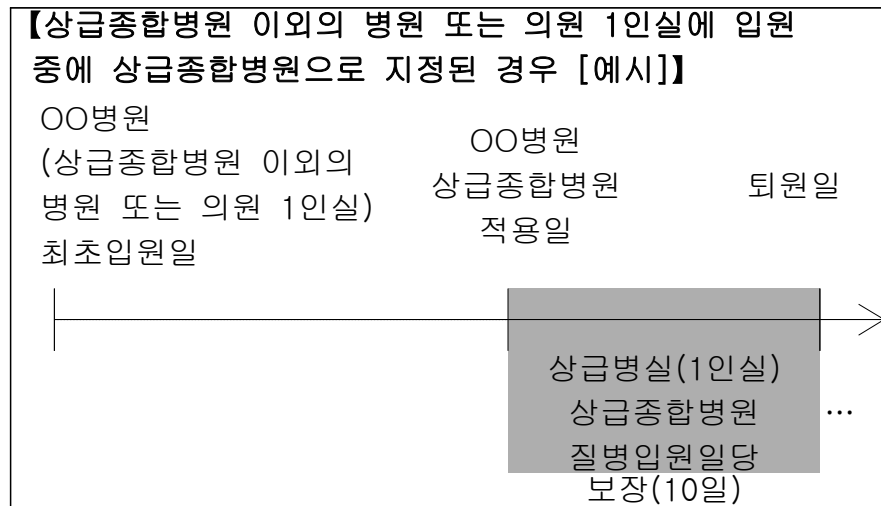 【상급종합병원 이외의 병원 또는 의원 1인실에 입원
중에 상급종합병원으로 지정된 경우 [예시]】
OO병원
(상급종합병원 이외의
병원 또는 의원 1인실)
최초입원일
OO병원
상급종합병원
적용일
퇴원일
상급병실(1인실)
상급종합병원
질병입원일당
보장(10일)
…